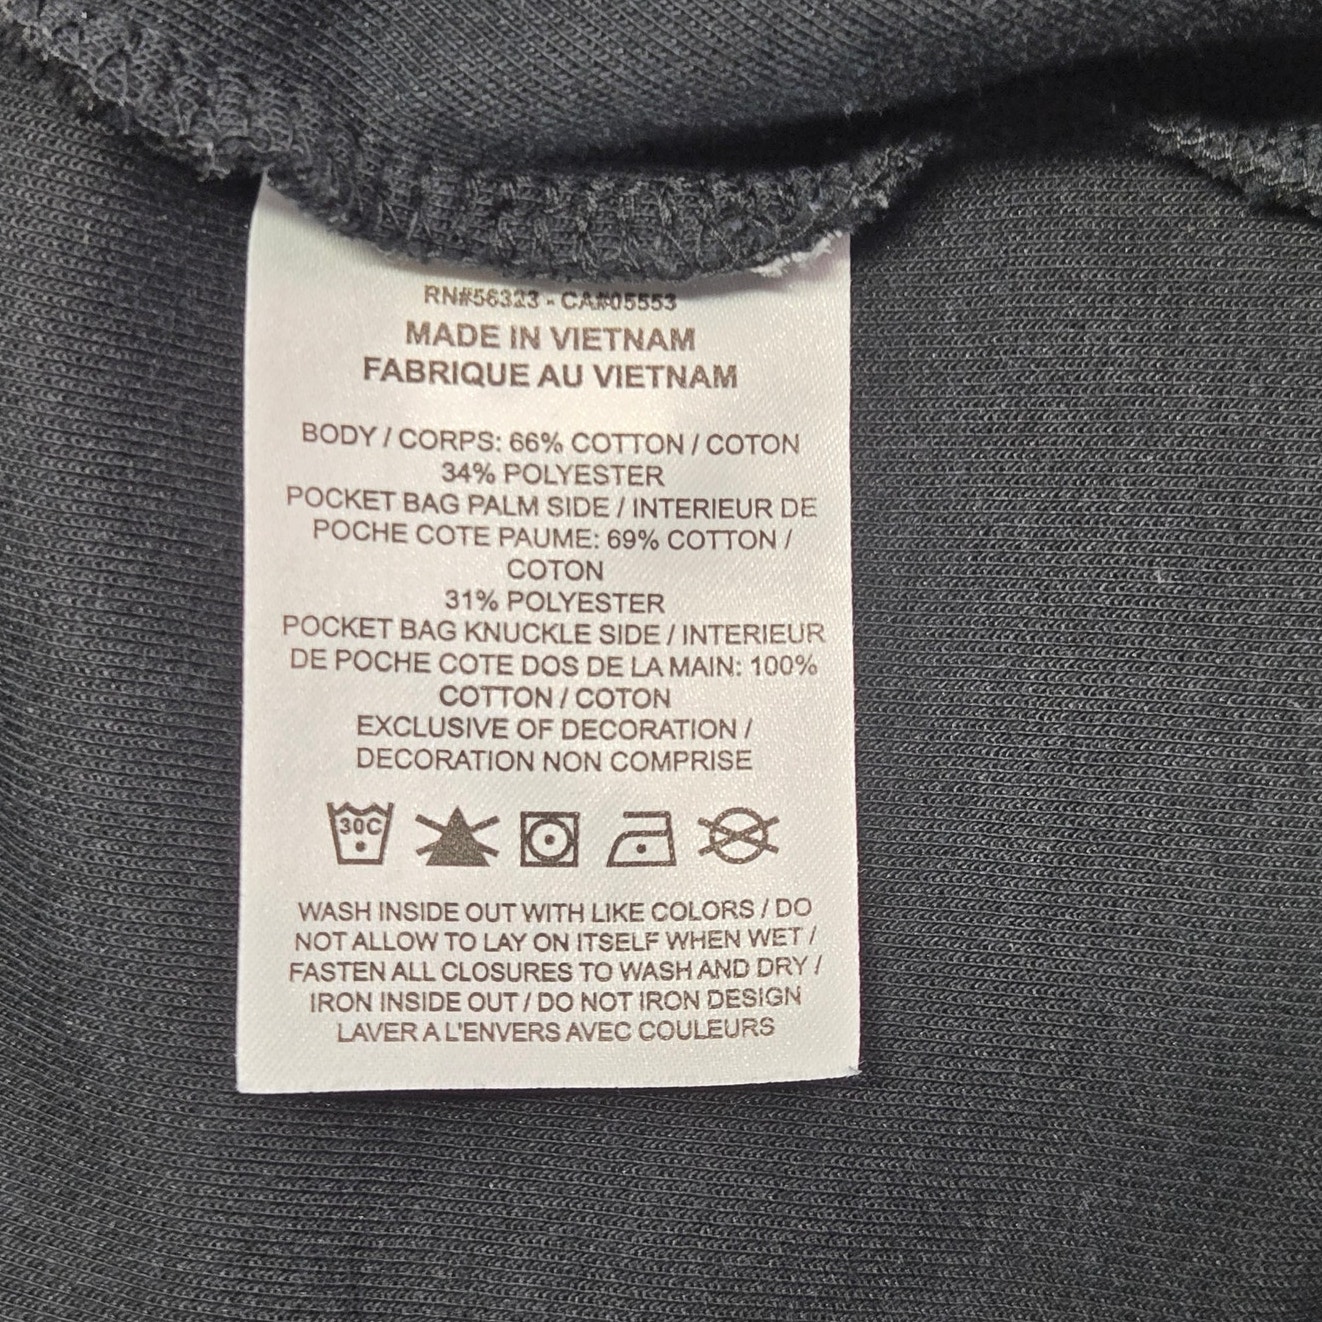 RN#56323 - CA#05553
MADE IN VIETNAM
FABRIQUE AU VIETNAM
BODY / CORPS: 66% COTTON / COTON
34% POLYESTER
POCKET BAG PALM SIDE / INTERIEUR DE
POCHE COTE PAUME: 69% COTTON /
COTON
31% POLYESTER
POCKET BAG KNUCKLE SIDE / INTERIEUR
DE POCHE COTE DOS DE LA MAIN: 100%
COTTON / COTON
EXCLUSIVE OF DECORATION /
DECORATION NON COMPRISE
30C
WASH INSIDE OUT WITH LIKE COLORS / DO
NOT ALLOW TO LAY ON ITSELF WHEN WET /
FASTEN ALL CLOSURES TO WASH AND DRY /
IRON INSIDE OUT / DO NOT IRON DESIGN
LAVER A L'ENVERS AVEC COULEURS